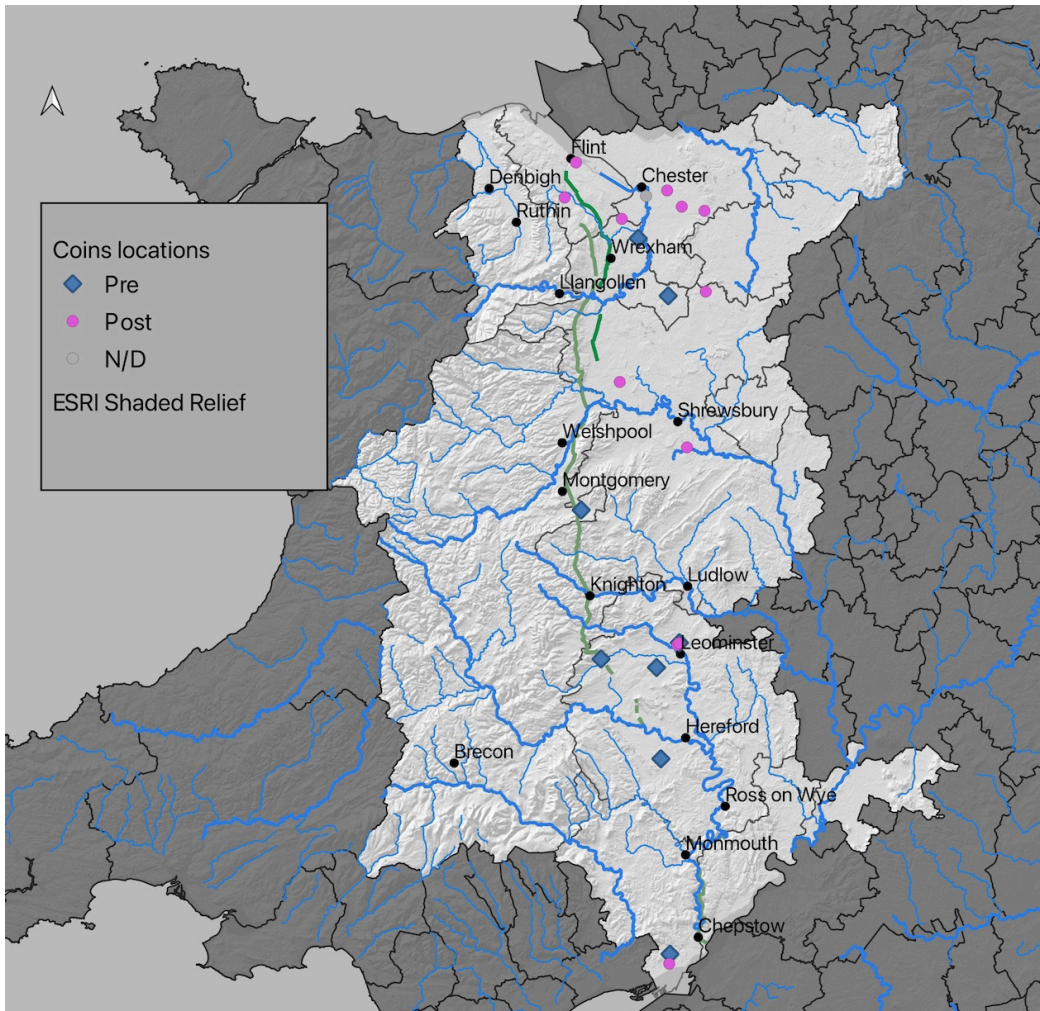 Flint
Denbigh
Chester
Ruthin
Wrexham
Llangollen
Coins locations
Pre
Post
N/D
ESRI Shaded Relief
Shrewsbury
Welshpool
Montgomery
Knighton
Ludlow
Leominster
Hereford
Brecon
Ross on Wye
Monmouth
Chepstow